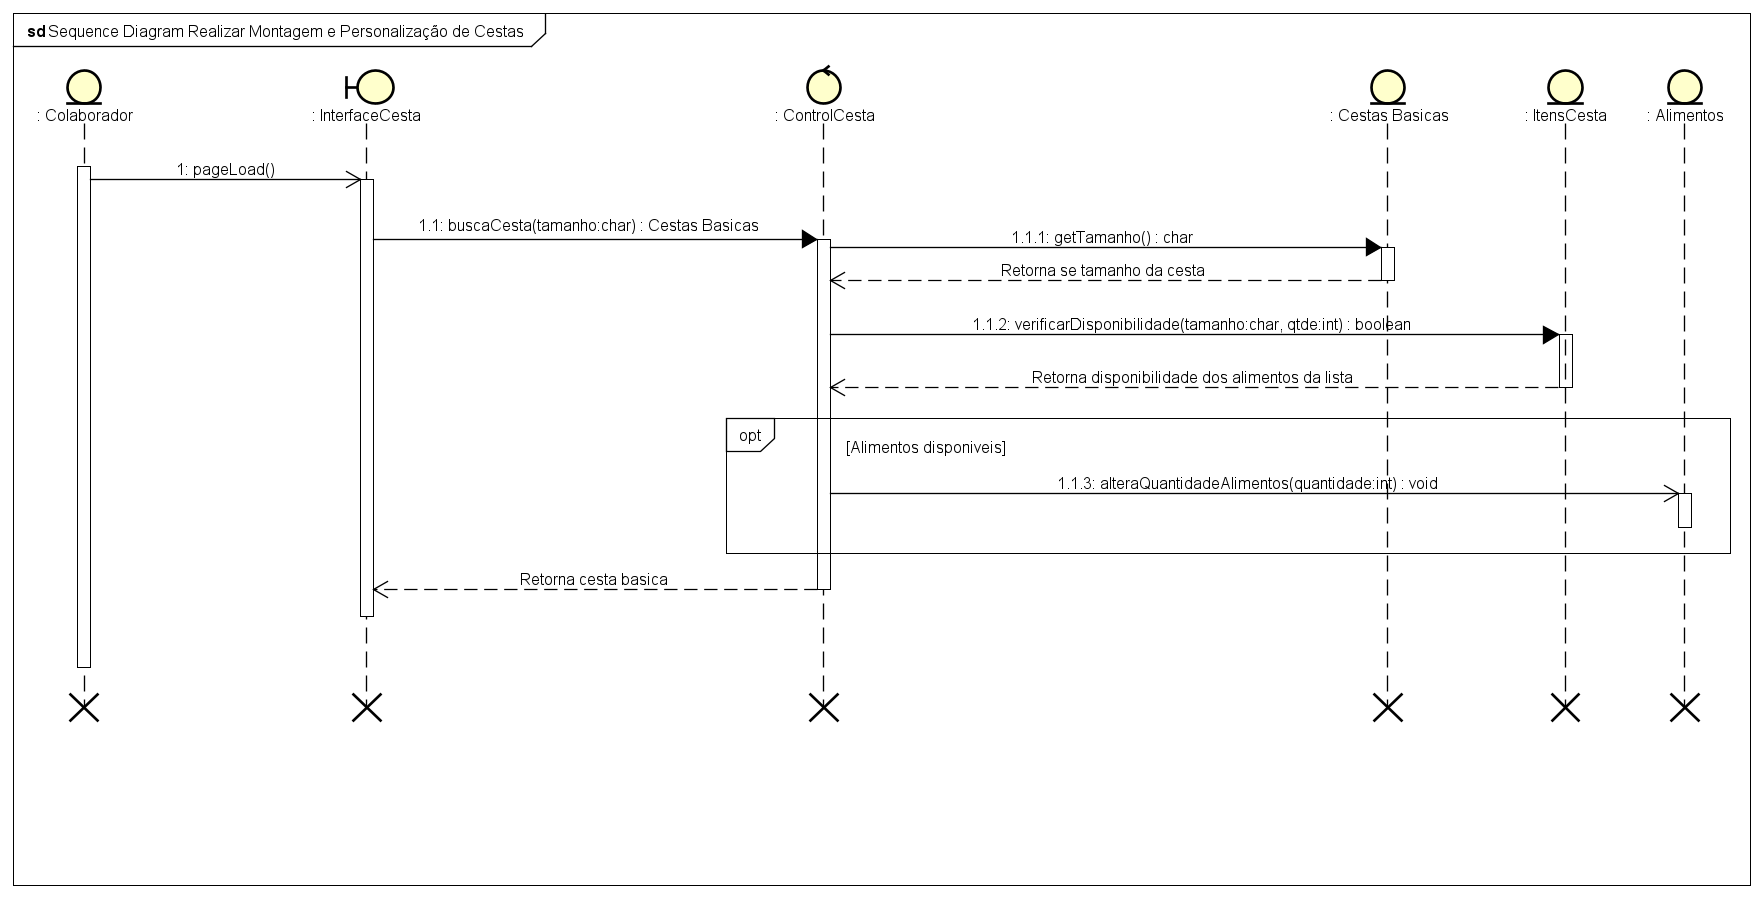 sd Sequence Diagram Realizar Montagem e Personalização de Cestas
: Colaborador
: InterfaceCesta
: ControlCesta
: Cestas Basicas
: ItensCesta
: Alimentos
1: pageLoad()
1.1: buscaCesta(tamanho:char) : Cestas Basicas
1.1.1: getTamanho() : char
Retorna se tamanho da cesta
1.1.2: verificarDisponibilidade(tamanho:char, qtde:int) : boolean
Retorna disponibilidade dos alimentos da lista
opt
[Alimentos disponiveis]
1.1.3: alteraQuantidadeAlimentos(quantidade:int) : void
Retorna cesta basica